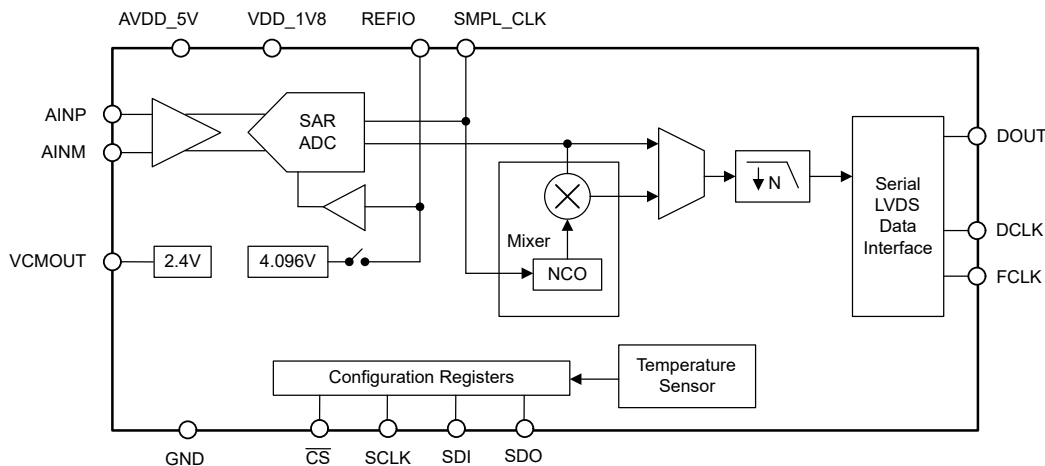 AVDD_5V VDD_1V8 REFIO SMPL_CLK
AINP
AINM
SAR
ADC
DOUT
N
Serial
LVDS
Data
Interface
Mixer
DCLK
VCMOUT
2.4V
4.096V
NCO
FCLK
Configuration Registers
Temperature
Sensor
GND
CS SCLK SDI SDO